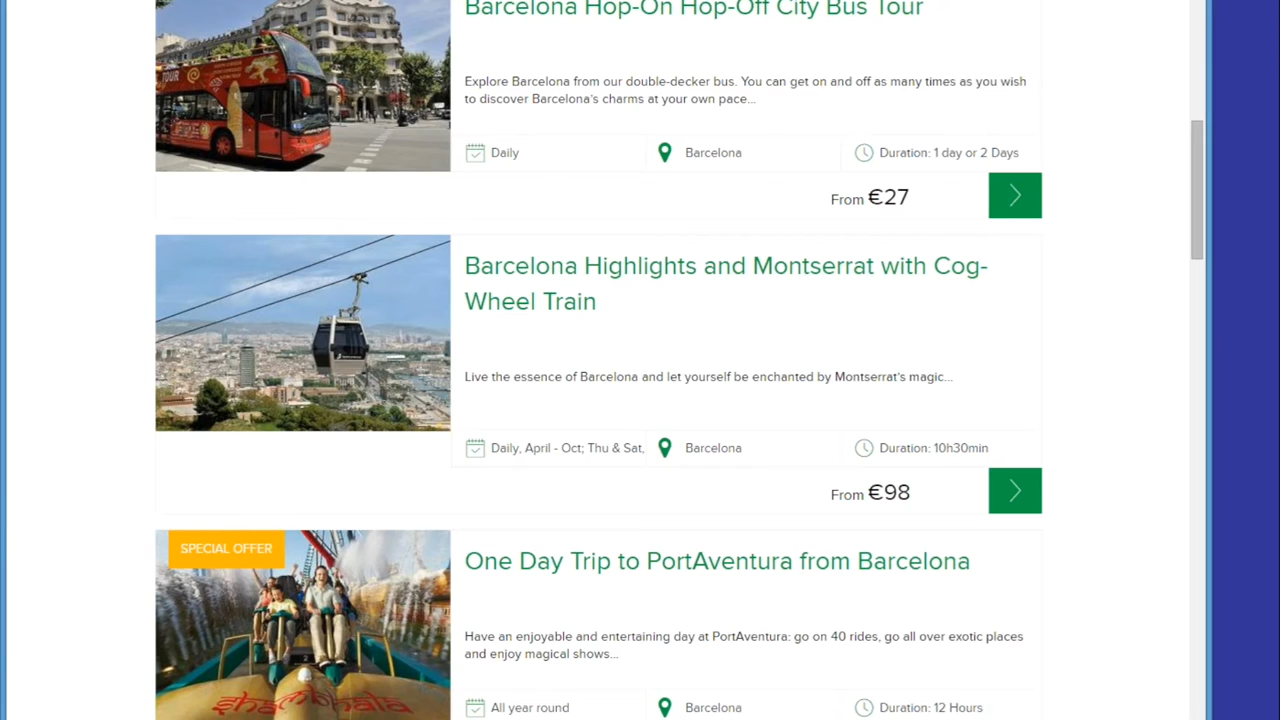 Barcelona Hop-On Hop-Off City Bus Tour
TOUR
Explore Barcelona from our double-decker bus. You can get on and off as many times as you wish
to discover Barcelona's charms at your own pace...
Daily
Barcelona
Duration: 1 day or 2 Days
From €27
Barcelona Highlights and Montserrat with Cog-
Wheel Train
Live the essence of Barcelona and let yourself be enchanted by Montserrat's magic...
Daily, April - Oct; Thu & Sat,
Barcelona
Duration: 10h30min
From €98
SPECIAL OFFER
One Day Trip to PortAventura from Barcelona
Have an enjoyable and entertaining day at PortAventura: go on 40 rides, go all over exotic places
and enjoy magical shows...
shambhala
All year round
Barcelona
Duration: 12 Hours